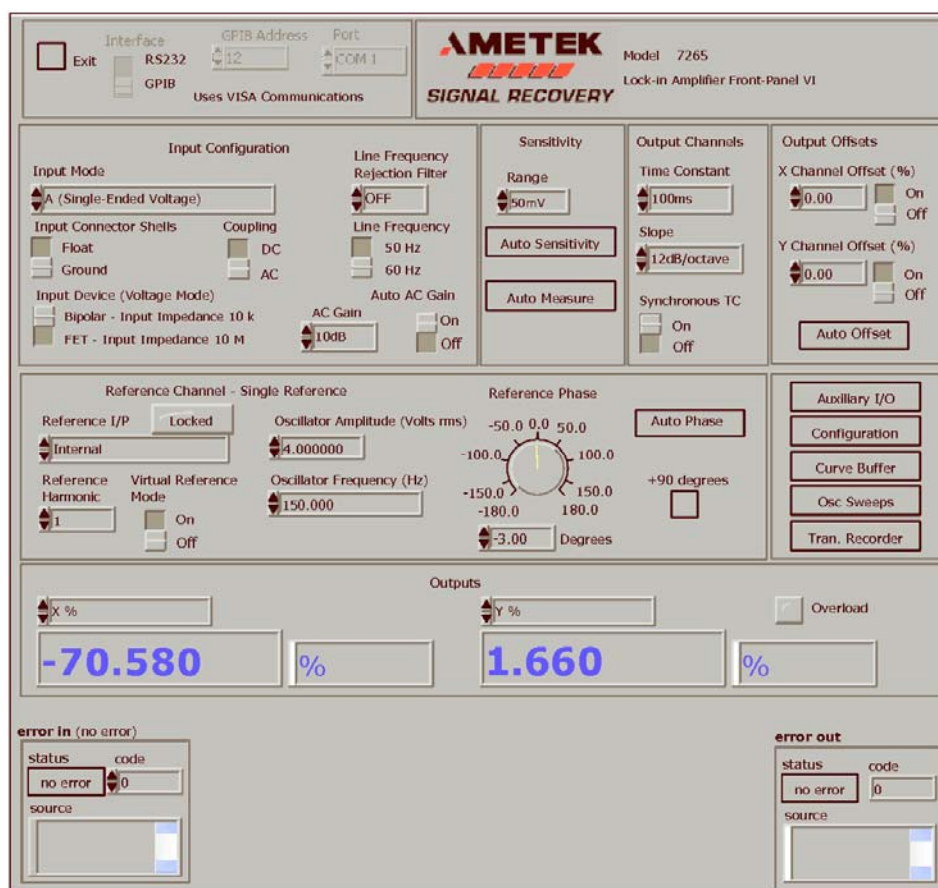 Exit
Interface
RS232
GPIB
GPIB Address
12
Port
COM 1
Uses VISA Communications
AMETEK
SIGNAL RECOVERY
Model 7265
Lock-in Amplifier Front-Panel VI
Input Configuration
Input Mode
A (Single-Ended Voltage)
Line Frequency
Rejection Filter
OFF
Input Connector Shells
Float
Ground
Coupling
DC
AC
Line Frequency
50 Hz
60 Hz
Input Device (Voltage Mode)
Bipolar - Input Impedance 10 k
FET - Input Impedance 10 M
AC Gain
10dB
Auto AC Gain
On
Off
Sensitivity
Range
50mV
Auto Sensitivity
Auto Measure
Output Channels
Time Constant
100ms
Slope
12dB/octave
Synchronous TC
On
Off
Output Offsets
X Channel Offset (%)
0.00
On
Off
Y Channel Offset (%)
0.00
On
Off
Auto Offset
Reference Channel - Single Reference
Reference I/P
Locked
Internal
Oscillator Amplitude (Volts rms)
4.000000
Reference
Harmonic
1
Virtual Reference
Mode
On
Off
Oscillator Frequency (Hz)
150.000
Reference Phase
-50.0 0.0 50.0
-100.0 100.0
-150.0 150.0
-180.0 180.0
-3.00 Degrees
Auto Phase
+90 degrees
Auxiliary I/O
Configuration
Curve Buffer
Osc Sweeps
Tran. Recorder
Outputs
X %
-70.580 %
Y %
1.660 %
Overload
error in (no error)
status code
no error 0
source
error out
status code
no error 0
source